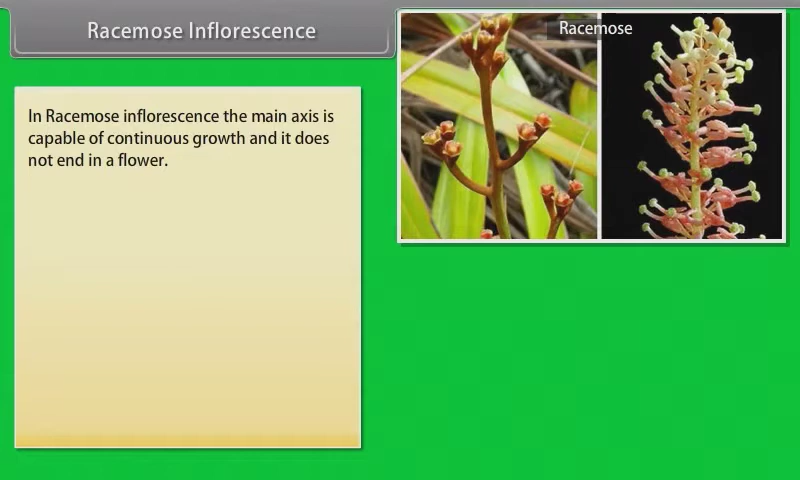 Racemose Inflorescence
Racemose
In Racemose inflorescence the main axis is
capable of continuous growth and it does
not end in a flower.